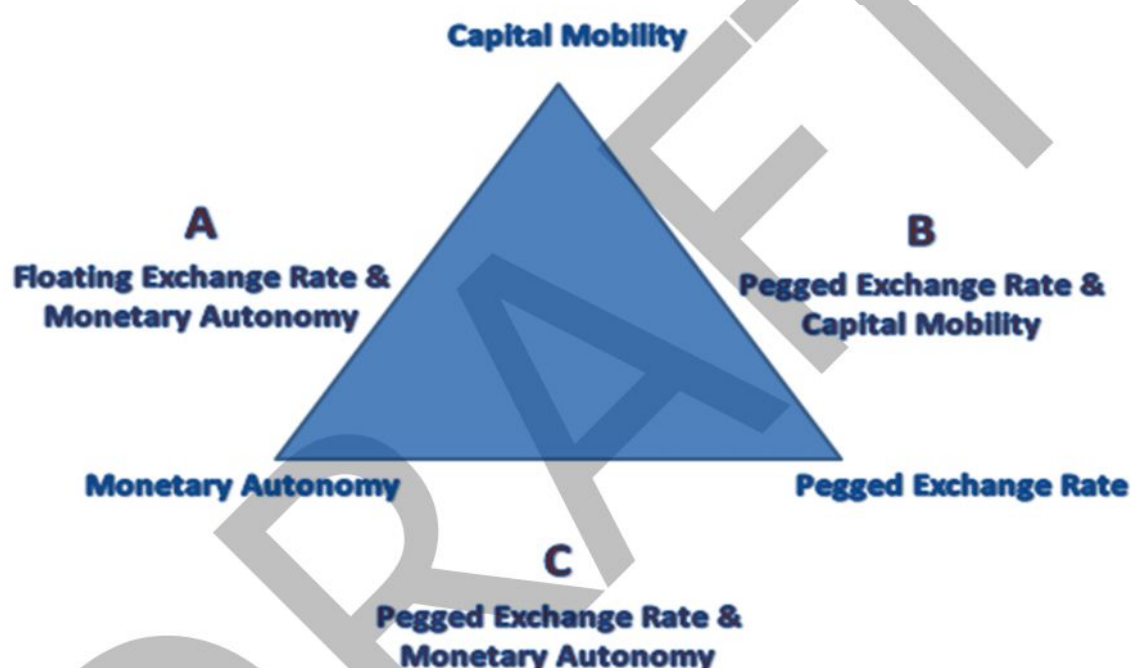 Capital Mobility
A
Floating Exchange Rate &
Monetary Autonomy
B
Pegged Exchange Rate &
Capital Mobility
Monetary Autonomy
Pegged Exchange Rate
C
Pegged Exchange Rate &
Monetary Autonomy
DRAFT